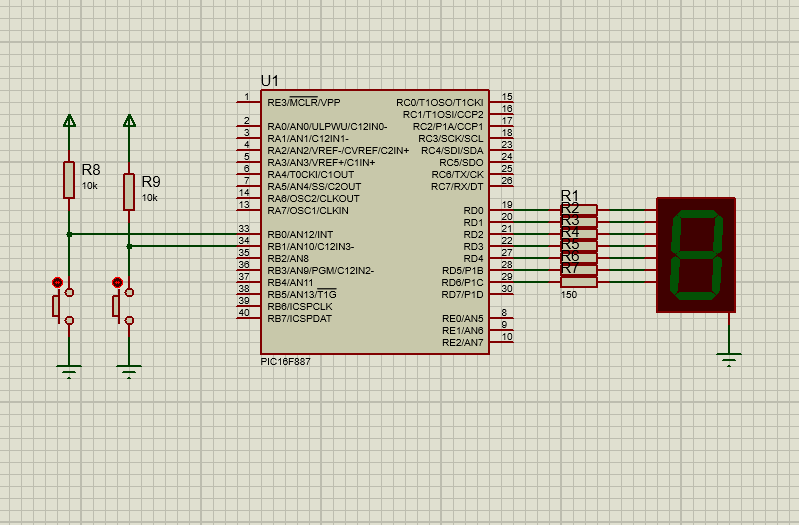 U1
1 RE3/MCLR/VPP RC0/T1OSO/T1CKI 15
RC1/T1OSI/CCP2 16
2 RA0/AN0/ULPWU/C12IN0- RC2/P1A/CCP1 17
3 RA1/AN1/C12IN1- RC3/SCK/SCL 18
4 RA2/AN2/VREF-/CVREF/C2IN+ RC4/SDI/SDA 23
5 RA3/AN3/VREF+/C1IN+ RC5/SDO 24
6 RA4/T0CKI/C1OUT RC6/TX/CK 25
7 RA5/AN4/SS/C2OUT RC7/RX/DT 26
14 RA6/OSC2/CLKOUT
13 RA7/OSC1/CLKIN RD0 19
RD1 20
33 RB0/AN12/INT RD2 21
34 RB1/AN10/C12IN3- RD3 22
35 RB2/AN8 RD4 27
36 RB3/AN9/PGM/C12IN2- RD5/P1B 28
37 RB4/AN11 RD6/P1C 29
38 RB5/AN13/T1G RD7/P1D 30
39 RB6/ICSPCLK
40 RB7/ICSPDAT RE0/AN5 8
RE1/AN6 9
RE2/AN7 10
PIC16F887
R8
10k
R9
10k
R1
R2
R3
R4
R5
R6
R7
150